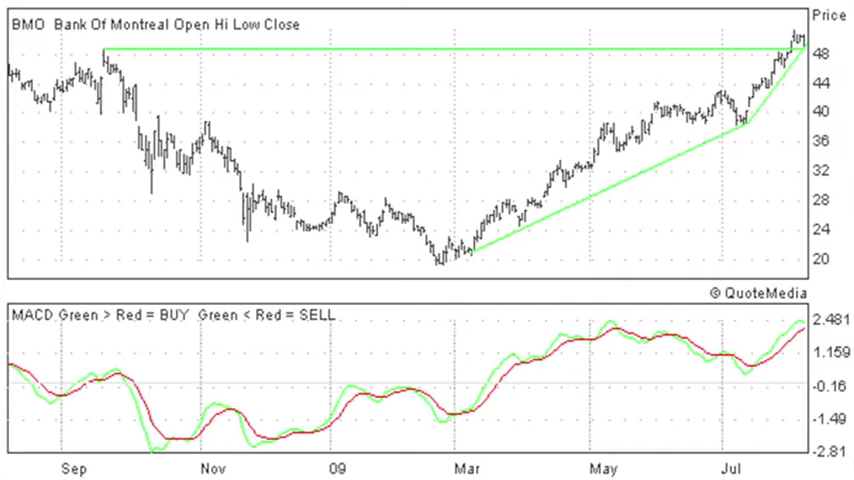 BMO Bank Of Montreal Open Hi Low Close
Price
48
44
40
36
32
28
24
20
© QuoteMedia
MACD Green > Red = BUY Green < Red = SELL
2.481
1.159
-0.16
-1.49
-2.81
Sep Nov 09 Mar May Jul